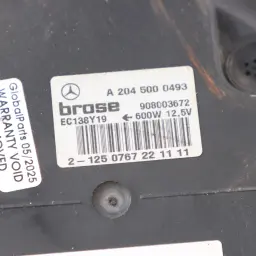 A 204 500 0493
brose
908003672
EC138Y19 ← 600W 12,5V
2-125 0767 22 11 11
GlobalParts 05/2025
WARRANTY VOID